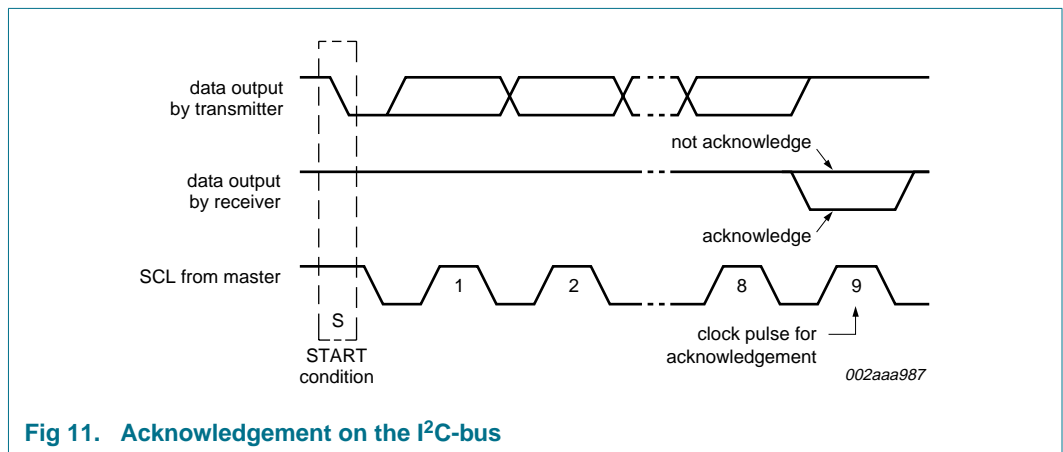 data output
by transmitter
not acknowledge
data output
by receiver
acknowledge
SCL from master
1
2
8
9
S
START
condition
clock pulse for
acknowledgement
002aaa987
Fig 11. Acknowledgement on the I²C-bus